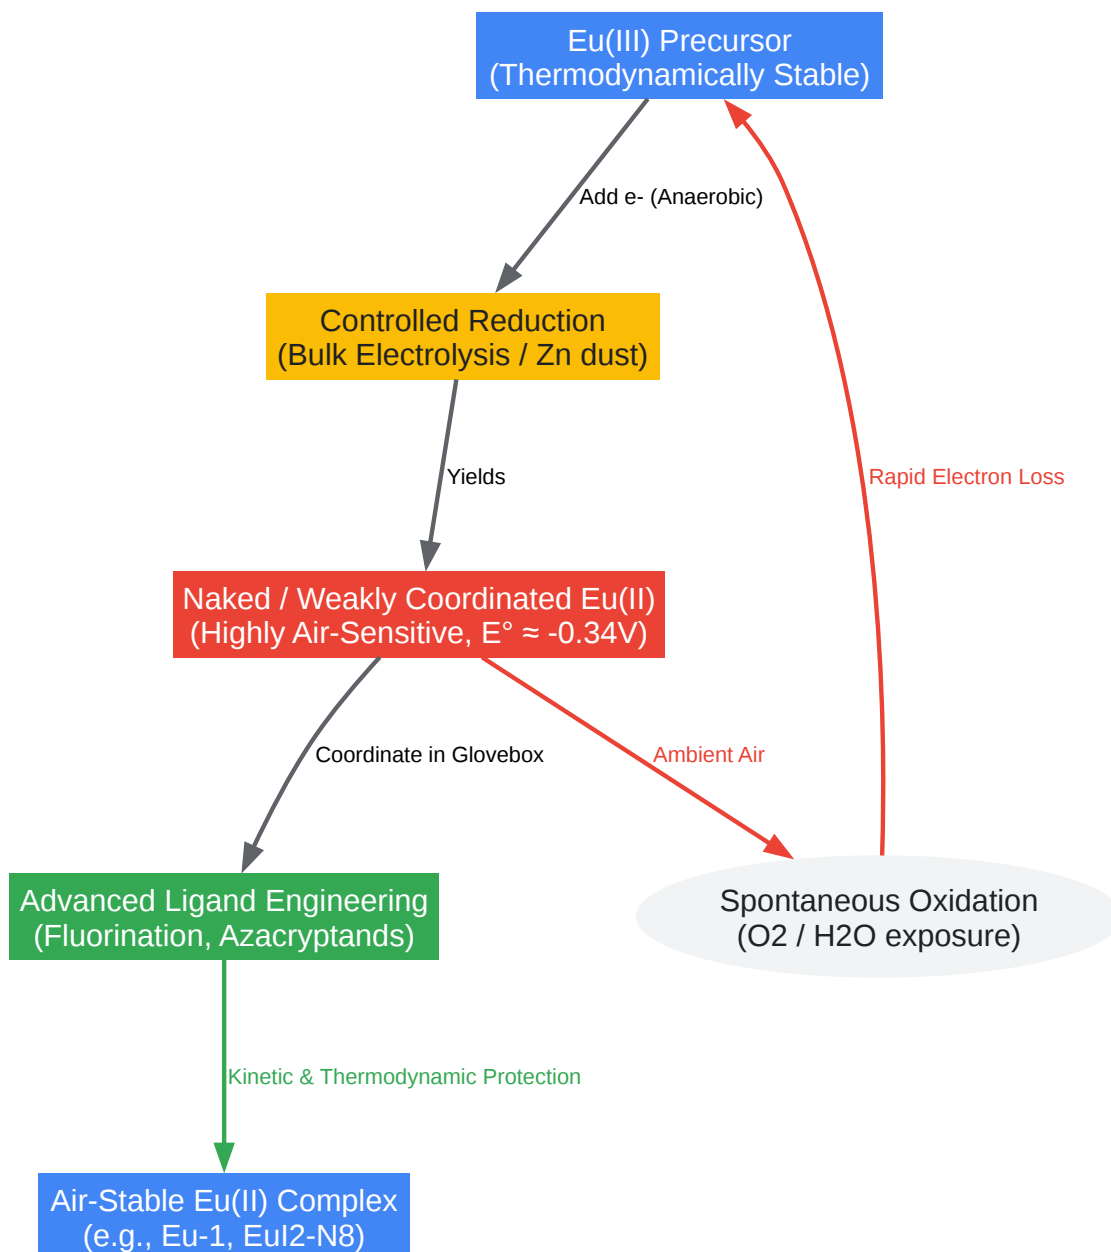 Eu(III) Precursor
(Thermodynamically Stable)
Add e- (Anaerobic)
Controlled Reduction
(Bulk Electrolysis / Zn dust)
Yields
Rapid Electron Loss
Naked / Weakly Coordinated Eu(II)
(Highly Air-Sensitive, E° ≈ -0.34V)
Coordinate in Glovebox
Ambient Air
Advanced Ligand Engineering
(Fluorination, Azacryptands)
Spontaneous Oxidation
(O2 / H2O exposure)
Kinetic & Thermodynamic Protection
Air-Stable Eu(II) Complex
(e.g., Eu-1, EuI2-N8)